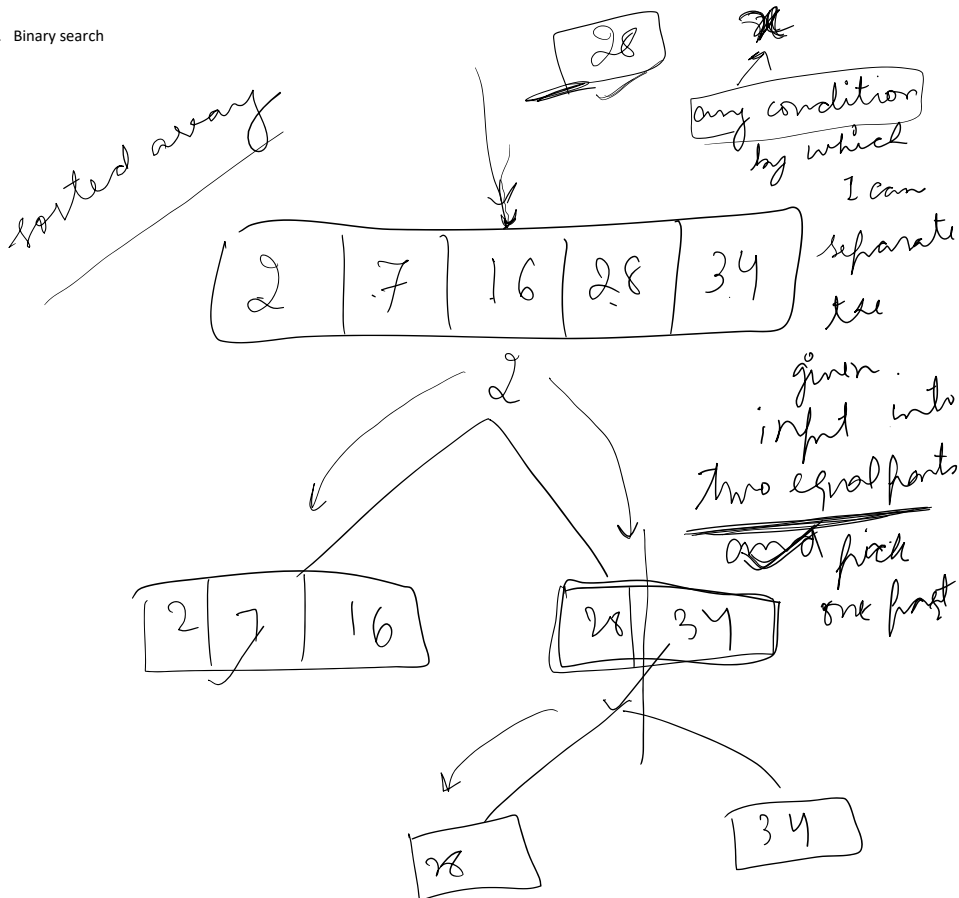 Binary search
28
sorted array
any condition
by which
I can
separate
the
given
input into
two equal parts
and pick
one part
2 7 16 28 34
2
2 7 16
28 34
28
34